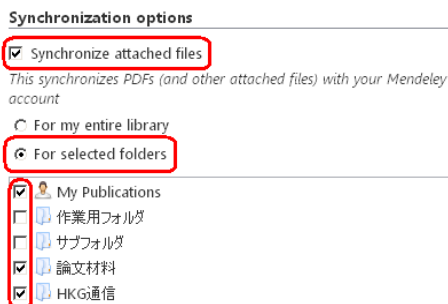 Synchronization options
Synchronize attached files
This synchronizes PDFs (and other attached files) with your Mendeley
account
For my entire library
For selected folders
My Publications
作業用フォルダ
サブフォルダ
論文材料
HKG通信